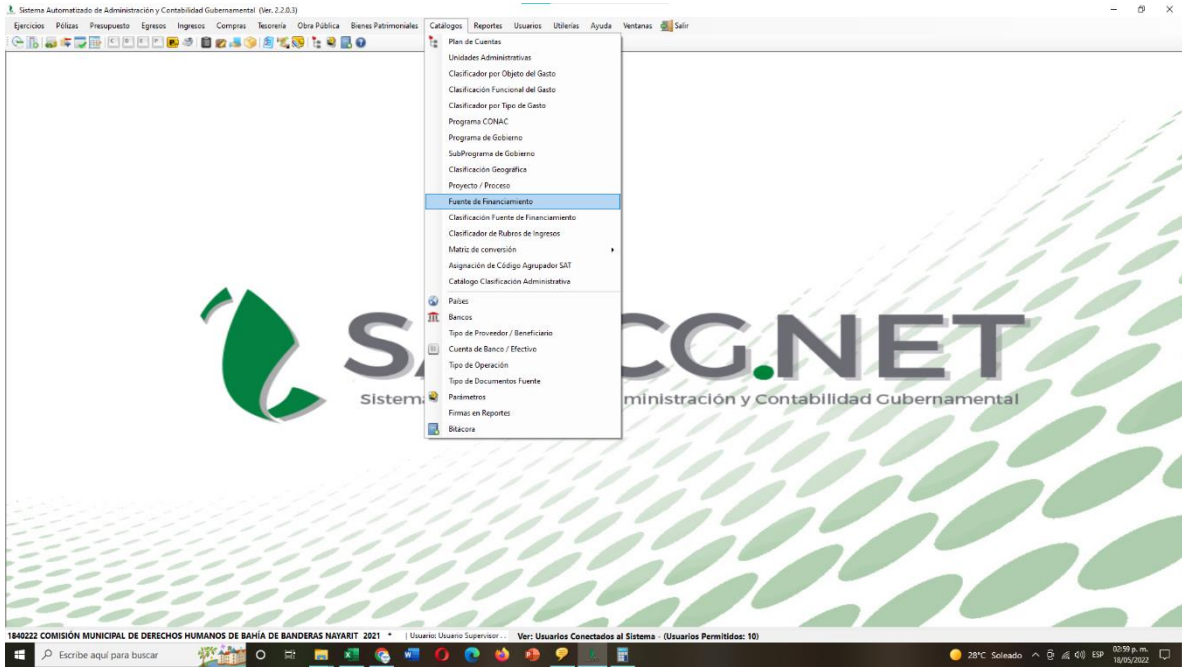 Sistema Automatizado de Administración y Contabilidad Gubernamental (Ver. 2.2.0.3)
Ejercicios Pólizas Presupuesto Egresos Ingresos Compras Tesorería Obra Pública Bienes Patrimoniales Catálogos Reportes Usuarios Utilerías Ayuda Ventanas Salir
Plan de Cuentas
Unidades Administrativas
Clasificador por Objeto del Gasto
Clasificación Funcional del Gasto
Clasificador por Tipo de Gasto
Programa CONAC
Programa de Gobierno
SubPrograma de Gobierno
Clasificación Geográfica
Proyecto / Proceso
Fuente de Financiamiento
Clasificación Fuente de Financiamiento
Clasificador de Rubros de Ingresos
Matriz de conversión
Asignación de Código Agrupador SAT
Catálogo Clasificación Administrativa
Países
Bancos
Tipo de Proveedor / Beneficiario
Cuenta de Banco / Efectivo
Tipo de Operación
Tipo de Documentos Fuente
Parámetros
Firmas en Reportes
Bitácora
S CG.NET
Sistem ministración y Contabilidad Gubernamental
1840222 COMISIÓN MUNICIPAL DE DERECHOS HUMANOS DE BAHÍA DE BANDERAS NAYARIT 2021 * | Usuario: Usuario Supervisor . . Ver: Usuarios Conectados al Sistema - (Usuarios Permitidos: 10)
Escribe aquí para buscar 28°C Soleado ESP 02:59 p. m.
18/05/2022